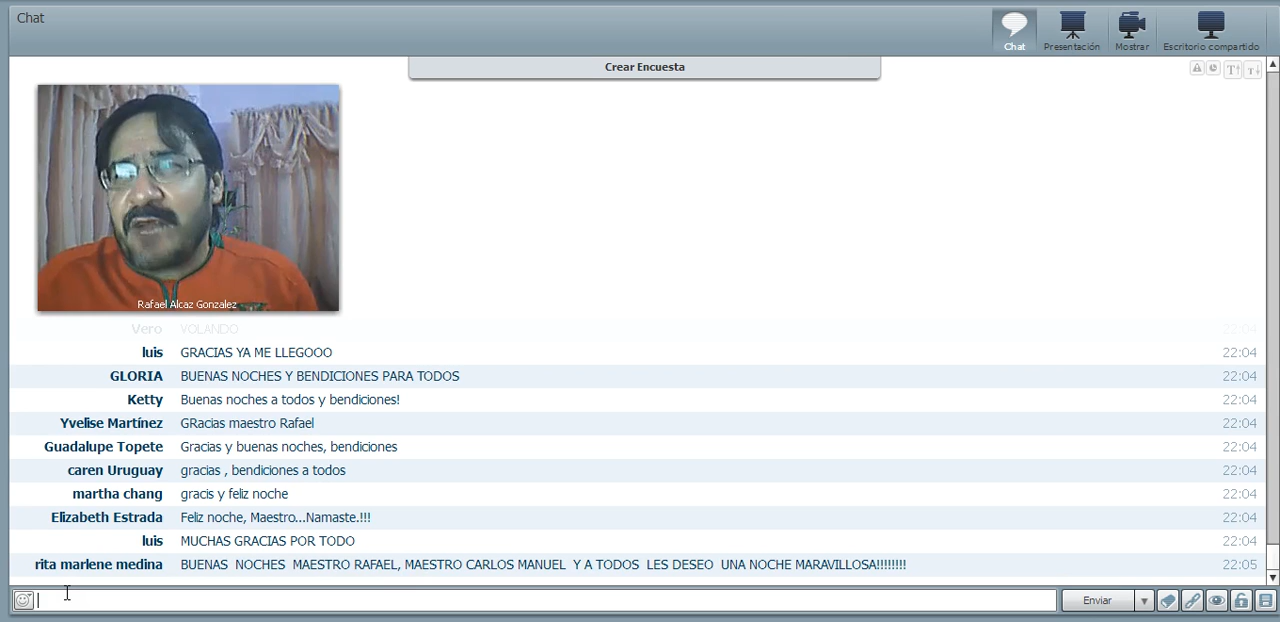 Chat
Chat Presentación Mostrar Escritorio compartido
Crear Encuesta
T↑ T↓
Rafael Alcaz Gonzalez
Vero VOLANDO 22:04
luis GRACIAS YA ME LLEGOOO 22:04
GLORIA BUENAS NOCHES Y BENDICIONES PARA TODOS 22:04
Ketty Buenas noches a todos y bendiciones! 22:04
Yvelise Martínez GRacias maestro Rafael 22:04
Guadalupe Topete Gracias y buenas noches, bendiciones 22:04
caren Uruguay gracias , bendiciones a todos 22:04
martha chang gracis y feliz noche 22:04
Elizabeth Estrada Feliz noche, Maestro...Namaste.!!! 22:04
luis MUCHAS GRACIAS POR TODO 22:04
rita marlene medina BUENAS NOCHES MAESTRO RAFAEL, MAESTRO CARLOS MANUEL Y A TODOS LES DESEO UNA NOCHE MARAVILLOSA!!!!!!!! 22:05
Enviar